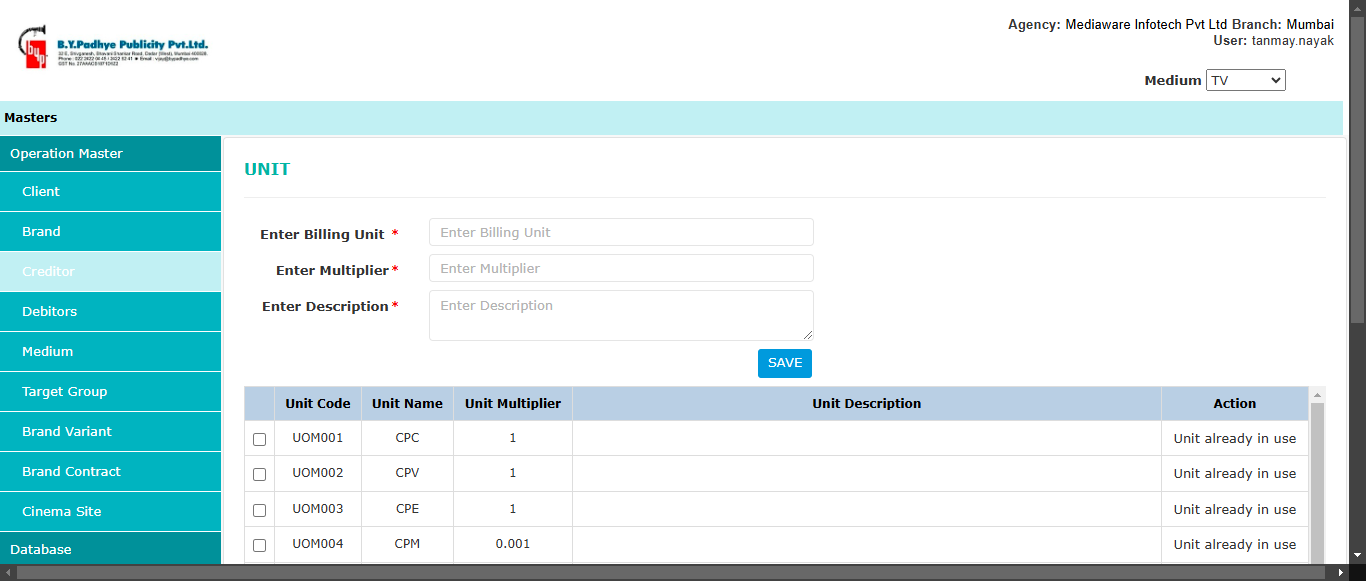 Agency: Mediaware Infotech Pvt Ltd Branch: Mumbai
User: tanmay.nayak
B.Y.Padhye Publicity Pvt.Ltd.
Medium TV
Masters
Operation Master
Client
Brand
Creditor
Debitors
Medium
Target Group
Brand Variant
Brand Contract
Cinema Site
Database
UNIT
Enter Billing Unit * Enter Billing Unit
Enter Multiplier* Enter Multiplier
Enter Description* Enter Description
SAVE
Unit Code Unit Name Unit Multiplier Unit Description Action
UOM001 CPC 1 Unit already in use
UOM002 CPV 1 Unit already in use
UOM003 CPE 1 Unit already in use
UOM004 CPM 0.001 Unit already in use